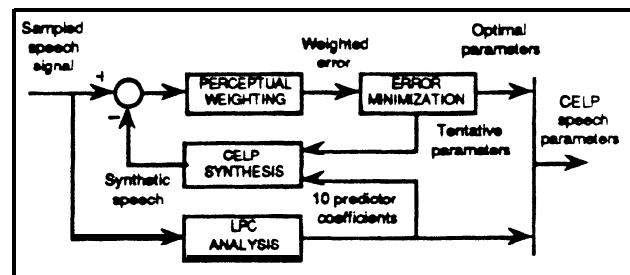 Sampled
speech
signal
Weighted
error
Optimal
parameters
+
PERCEPTUAL
WEIGHTING
ERROR
MINIMIZATION
−
CELP
speech
parameters
CELP
SYNTHESIS
Tentative
parameters
Synthetic
speech
10 predictor
coefficients
LPC
ANALYSIS